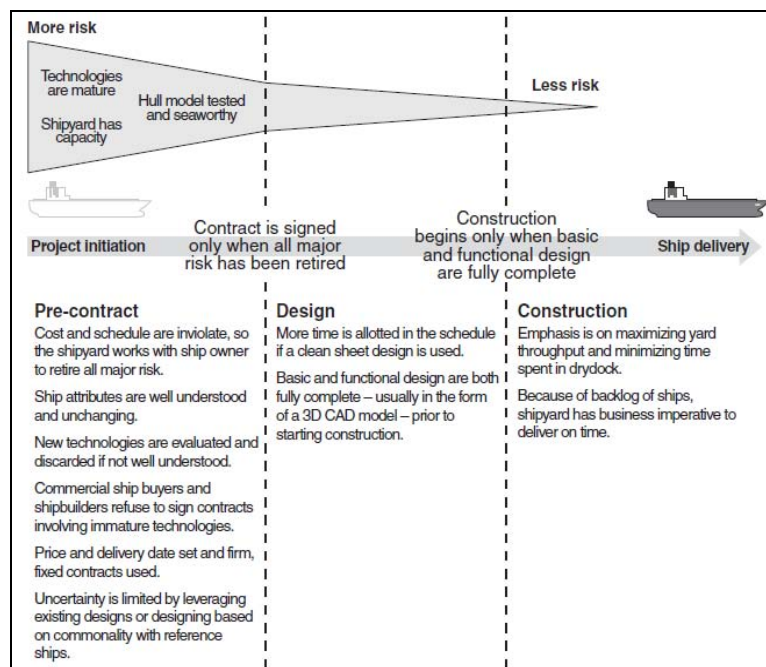 More risk
Technologies
are mature
Hull model tested
and seaworthy
Shipyard has
capacity
Less risk
Project initiation
Contract is signed
only when all major
risk has been retired
Construction
begins only when basic
and functional design
are fully complete
Ship delivery
Pre-contract
Cost and schedule are inviolate, so
the shipyard works with ship owner
to retire all major risk.
Ship attributes are well understood
and unchanging.
New technologies are evaluated and
discarded if not well understood.
Commercial ship buyers and
shipbuilders refuse to sign contracts
involving immature technologies.
Price and delivery date set and firm,
fixed contracts used.
Uncertainty is limited by leveraging
existing designs or designing based
on commonality with reference
ships.
Design
More time is allotted in the schedule
if a clean sheet design is used.
Basic and functional design are both
fully complete – usually in the form
of a 3D CAD model – prior to
starting construction.
Construction
Emphasis is on maximizing yard
throughput and minimizing time
spent in drydock.
Because of backlog of ships,
shipyard has business imperative to
deliver on time.